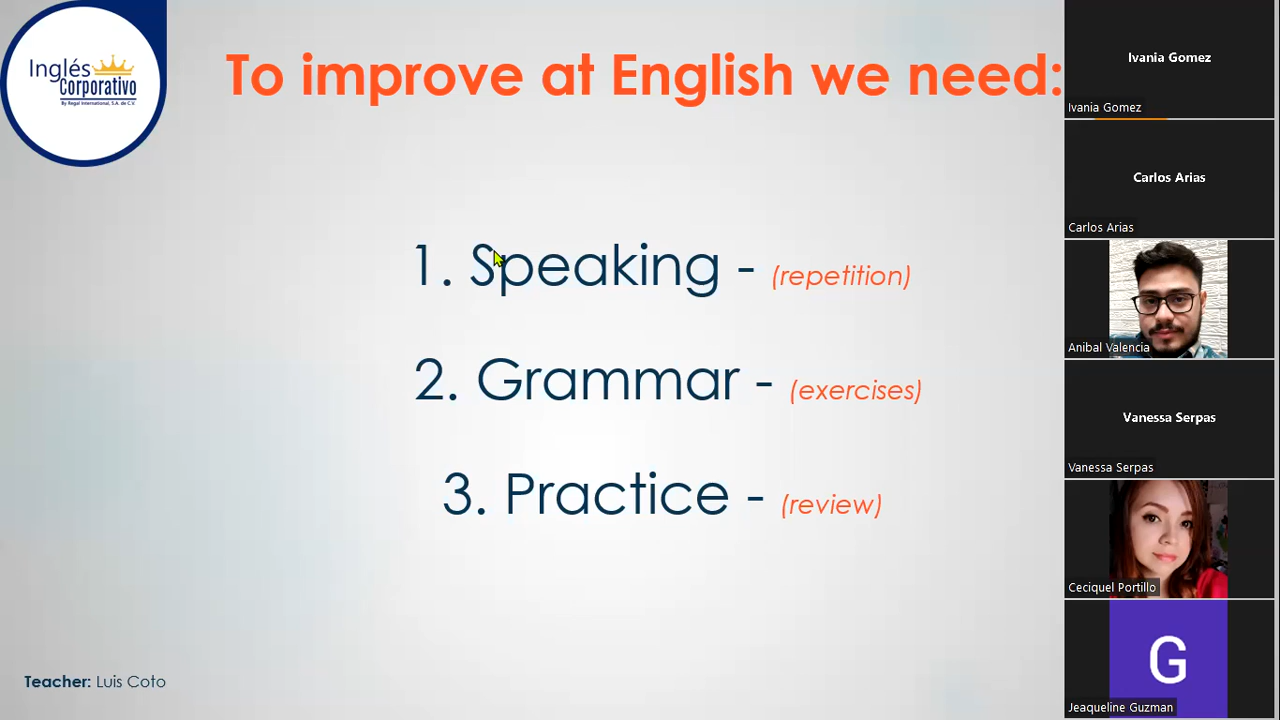 Inglés
Corporativo
By Regal International, S.A. de C.V.
To improve at English we need:
1. Speaking - (repetition)
2. Grammar - (exercises)
3. Practice - (review)
Teacher: Luis Coto
Ivania Gomez
Ivania Gomez
Carlos Arias
Carlos Arias
Anibal Valencia
Vanessa Serpas
Vanessa Serpas
Ceciquel Portillo
G
Jeaqueline Guzman